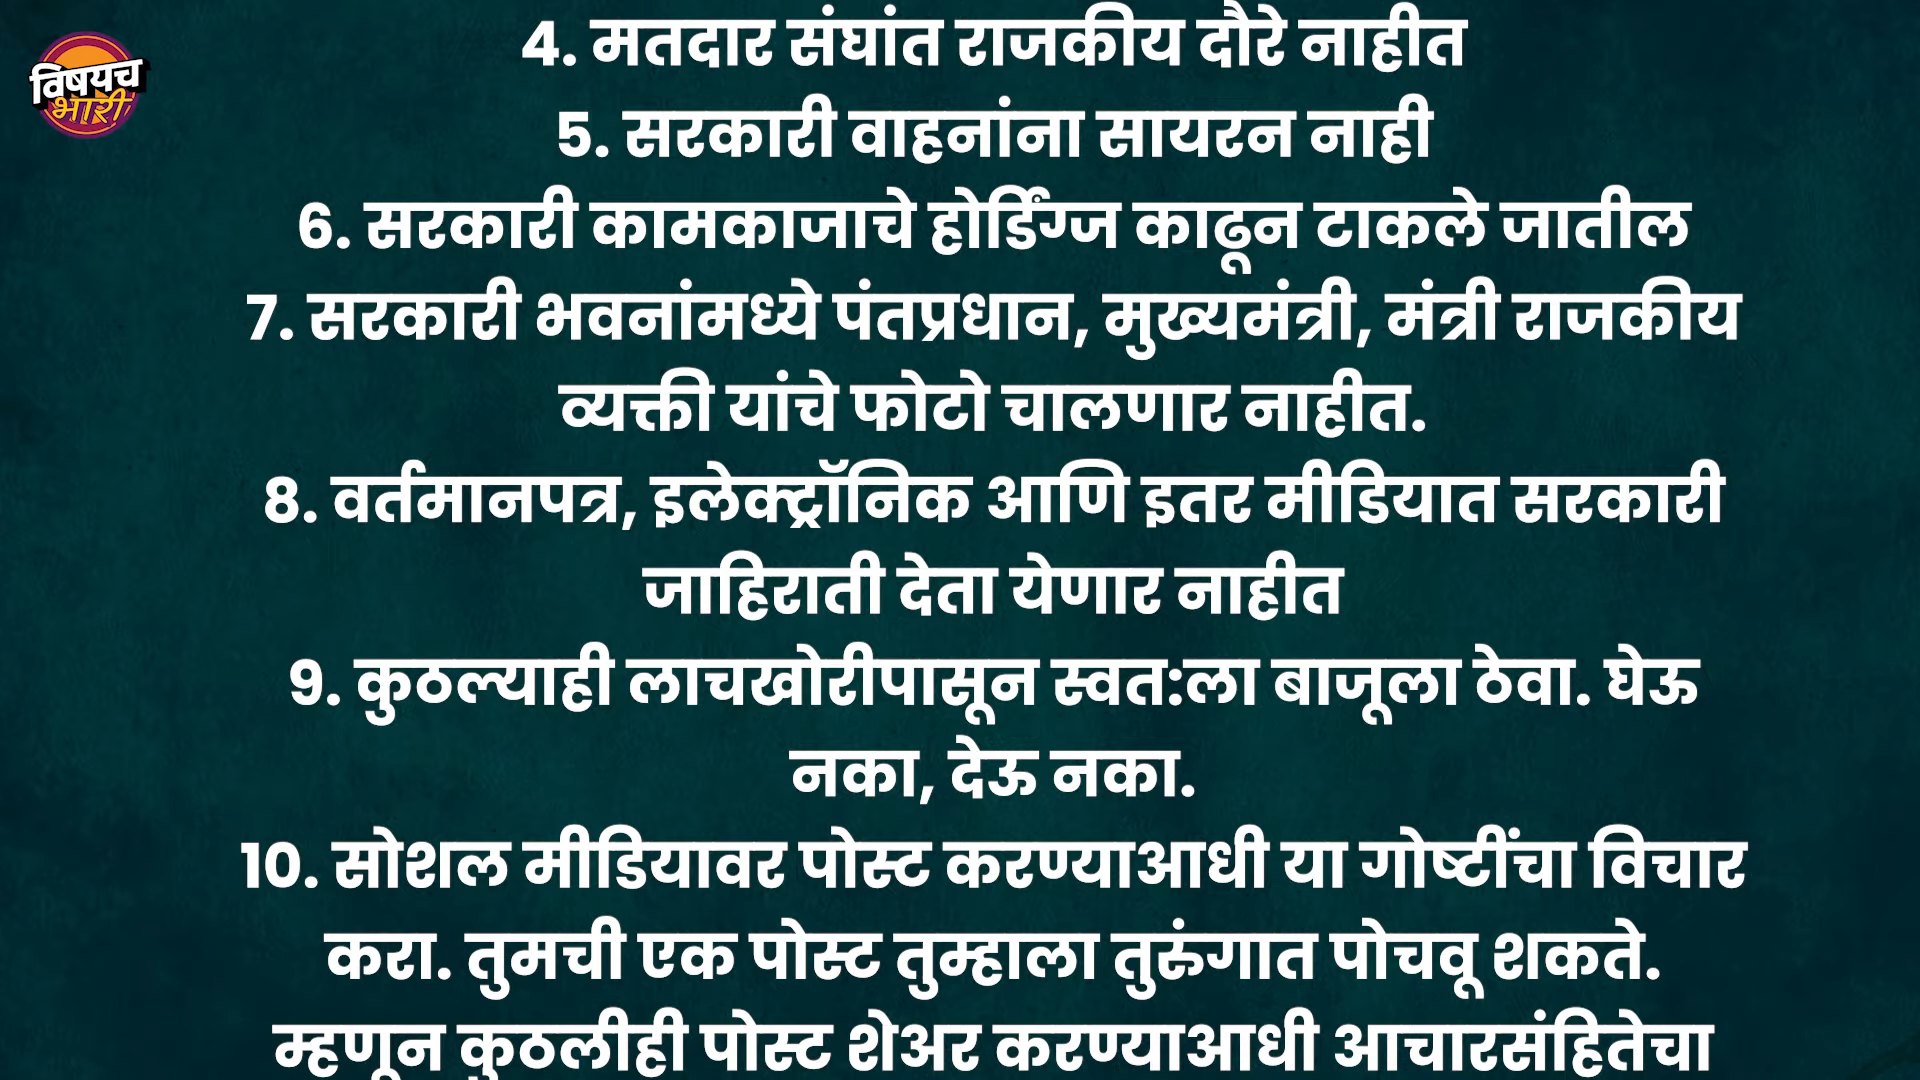 विषयच
भारी
4. मतदार संघांत राजकीय दौरे नाहीत
5. सरकारी वाहनांना सायरन नाही
6. सरकारी कामकाजाचे होर्डिंग्ज काढून टाकले जातील
7. सरकारी भवनांमध्ये पंतप्रधान, मुख्यमंत्री, मंत्री राजकीय
व्यक्ती यांचे फोटो चालणार नाहीत.
8. वर्तमानपत्र, इलेक्ट्रॉनिक आणि इतर मीडियात सरकारी
जाहिराती देता येणार नाहीत
9. कुठल्याही लाचखोरीपासून स्वत:ला बाजूला ठेवा. घेऊ
नका, देऊ नका.
10. सोशल मीडियावर पोस्ट करण्याआधी या गोष्टींचा विचार
करा. तुमची एक पोस्ट तुम्हाला तुरुंगात पोचवू शकते.
म्हणून कुठलीही पोस्ट शेअर करण्याआधी आचारसंहितेचा